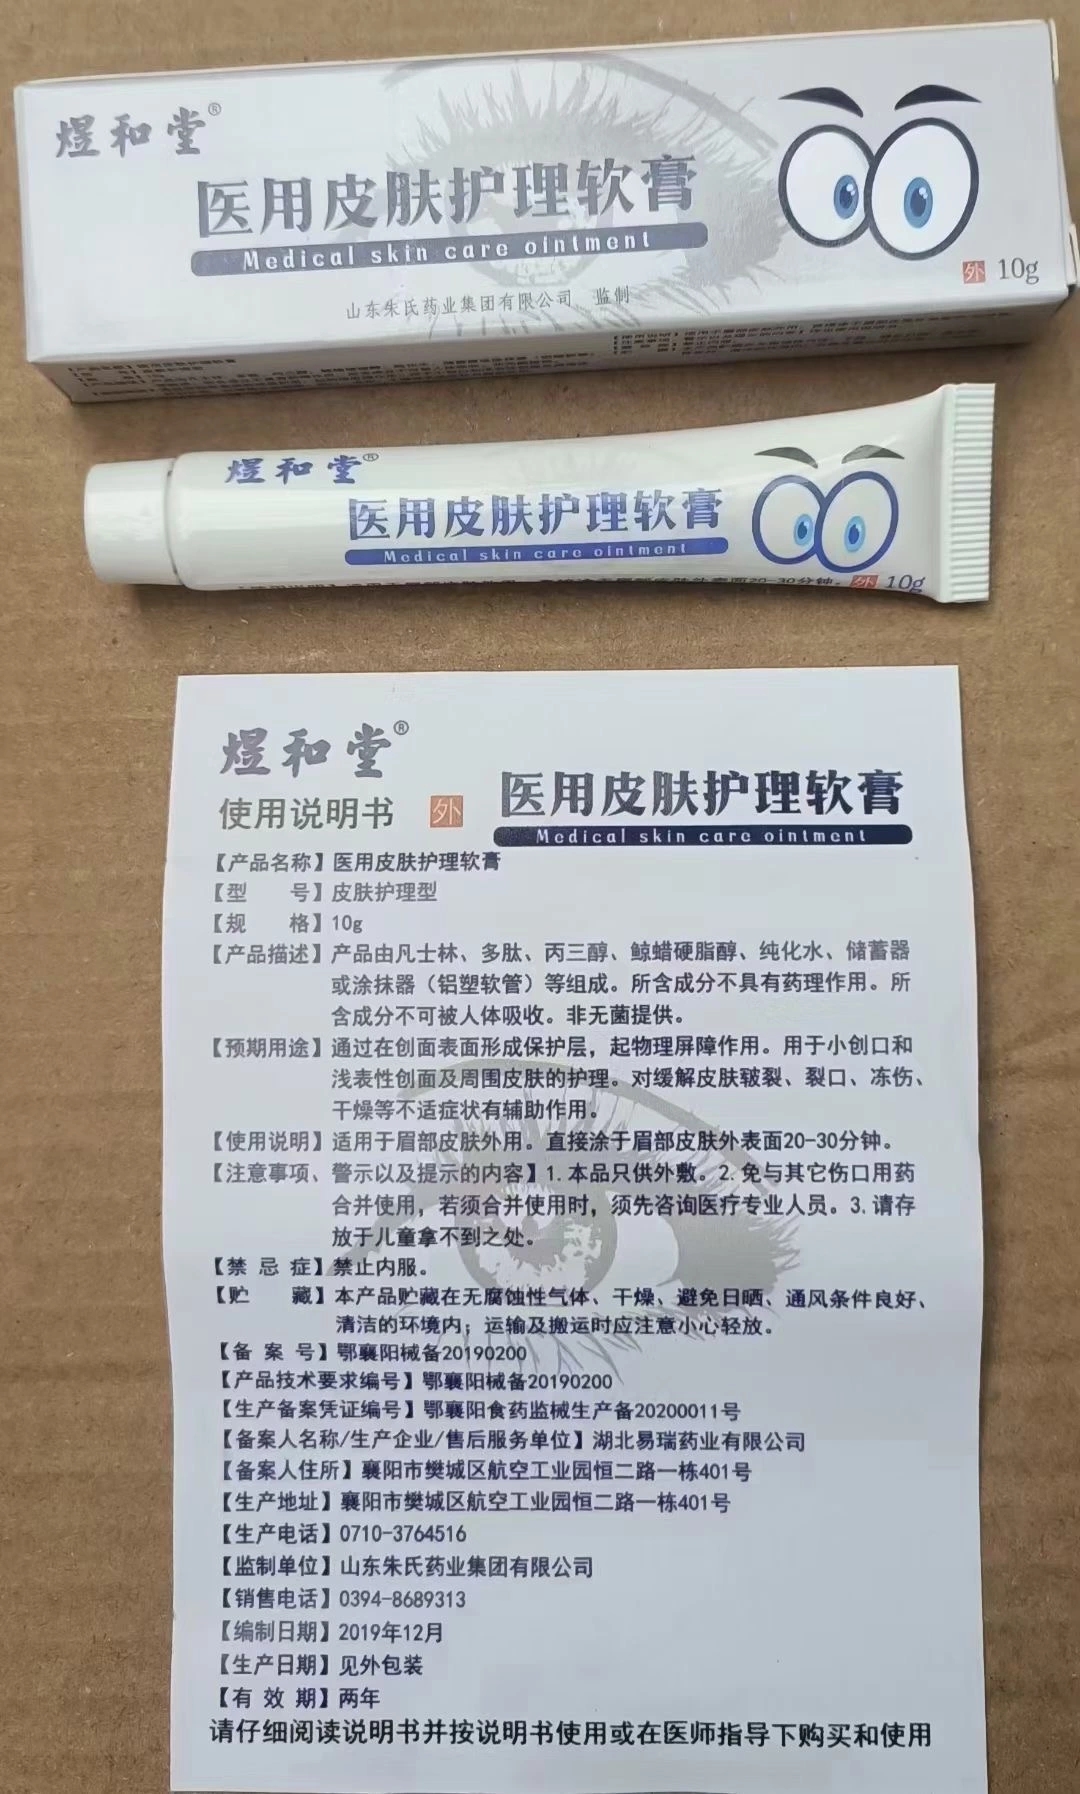 煜和堂®
医用皮肤护理软膏
Medical skin care ointment
山东朱氏药业集团有限公司 监制
外 10g
煜和堂®
医用皮肤护理软膏
Medical skin care ointment
外 10g
煜和堂®
使用说明书 外
医用皮肤护理软膏
Medical skin care ointment
【产品名称】医用皮肤护理软膏
【型 号】皮肤护理型
【规 格】10g
【产品描述】产品由凡士林、多肽、丙三醇、鲸蜡硬脂醇、纯化水、储蓄器
或涂抹器（铝塑软管）等组成。所含成分不具有药理作用。所
含成分不可被人体吸收。非无菌提供。
【预期用途】通过在创面表面形成保护层，起物理屏障作用。用于小创口和
浅表性创面及周围皮肤的护理。对缓解皮肤皲裂、裂口、冻伤、
干燥等不适症状有辅助作用。
【使用说明】适用于眉部皮肤外用。直接涂于眉部皮肤外表面20-30分钟。
【注意事项、警示以及提示的内容】1.本品只供外敷。2.免与其它伤口用药
合并使用，若须合并使用时，须先咨询医疗专业人员。3.请存
放于儿童拿不到之处。
【禁 忌 症】禁止内服。
【贮 藏】本产品贮藏在无腐蚀性气体、干燥、避免日晒、通风条件良好、
清洁的环境内；运输及搬运时应注意小心轻放。
【备 案 号】鄂襄阳械备20190200
【产品技术要求编号】鄂襄阳械备20190200
【生产备案凭证编号】鄂襄阳食药监械生产备20200011号
【备案人名称/生产企业/售后服务单位】湖北易瑞药业有限公司
【备案人住所】襄阳市樊城区航空工业园恒二路一栋401号
【生产地址】襄阳市樊城区航空工业园恒二路一栋401号
【生产电话】0710-3764516
【监制单位】山东朱氏药业集团有限公司
【销售电话】0394-8689313
【编制日期】2019年12月
【生产日期】见外包装
【有 效 期】两年
请仔细阅读说明书并按说明书使用或在医师指导下购买和使用